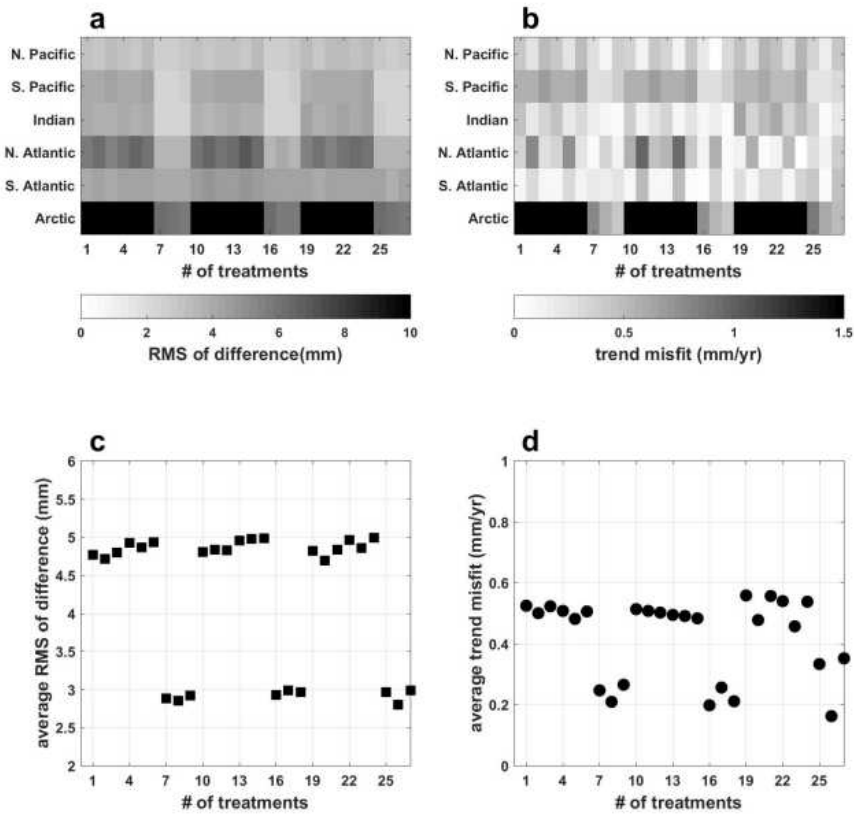 a
N. Pacific
S. Pacific
Indian
N. Atlantic
S. Atlantic
Arctic
1 4 7 10 13 16 19 22 25
# of treatments
0 2 4 6 8 10
RMS of difference(mm)
b
N. Pacific
S. Pacific
Indian
N. Atlantic
S. Atlantic
Arctic
1 4 7 10 13 16 19 22 25
# of treatments
0 0.5 1 1.5
trend misfit (mm/yr)
c
average RMS of difference (mm)
6
5.5
5
4.5
4
3.5
3
2.5
2
1 4 7 10 13 16 19 22 25
# of treatments
d
average trend misfit (mm/yr)
1
0.8
0.6
0.4
0.2
0
1 4 7 10 13 16 19 22 25
# of treatments